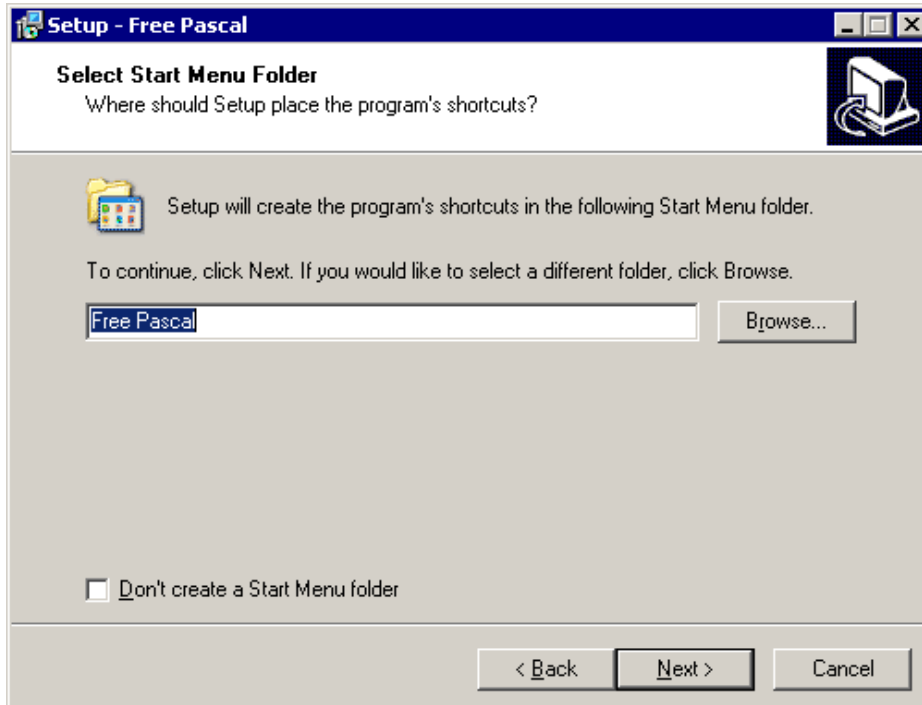 Setup - Free Pascal
Select Start Menu Folder
Where should Setup place the program's shortcuts?
Setup will create the program's shortcuts in the following Start Menu folder.
To continue, click Next. If you would like to select a different folder, click Browse.
Free Pascal
Browse...
Don't create a Start Menu folder
< Back
Next >
Cancel